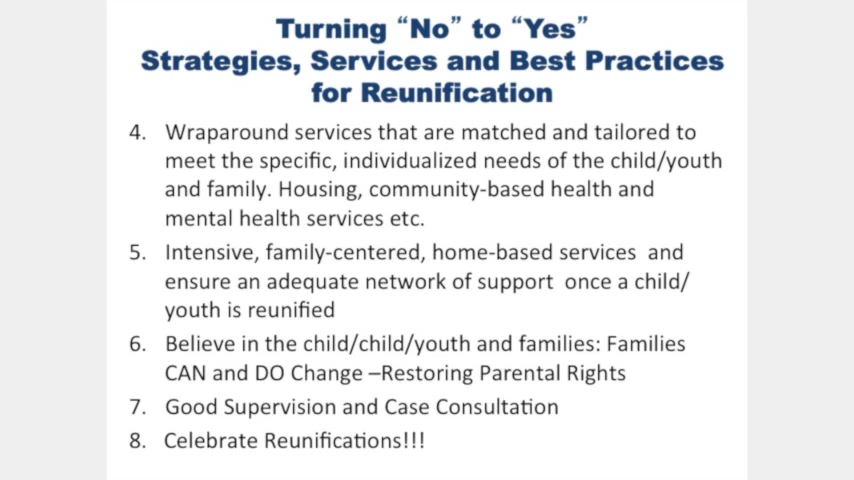 Turning “No” to “Yes”
Strategies, Services and Best Practices
for Reunification
4. Wraparound services that are matched and tailored to
meet the specific, individualized needs of the child/youth
and family. Housing, community-based health and
mental health services etc.
5. Intensive, family-centered, home-based services and
ensure an adequate network of support once a child/
youth is reunified
6. Believe in the child/child/youth and families: Families
CAN and DO Change –Restoring Parental Rights
7. Good Supervision and Case Consultation
8. Celebrate Reunifications!!!